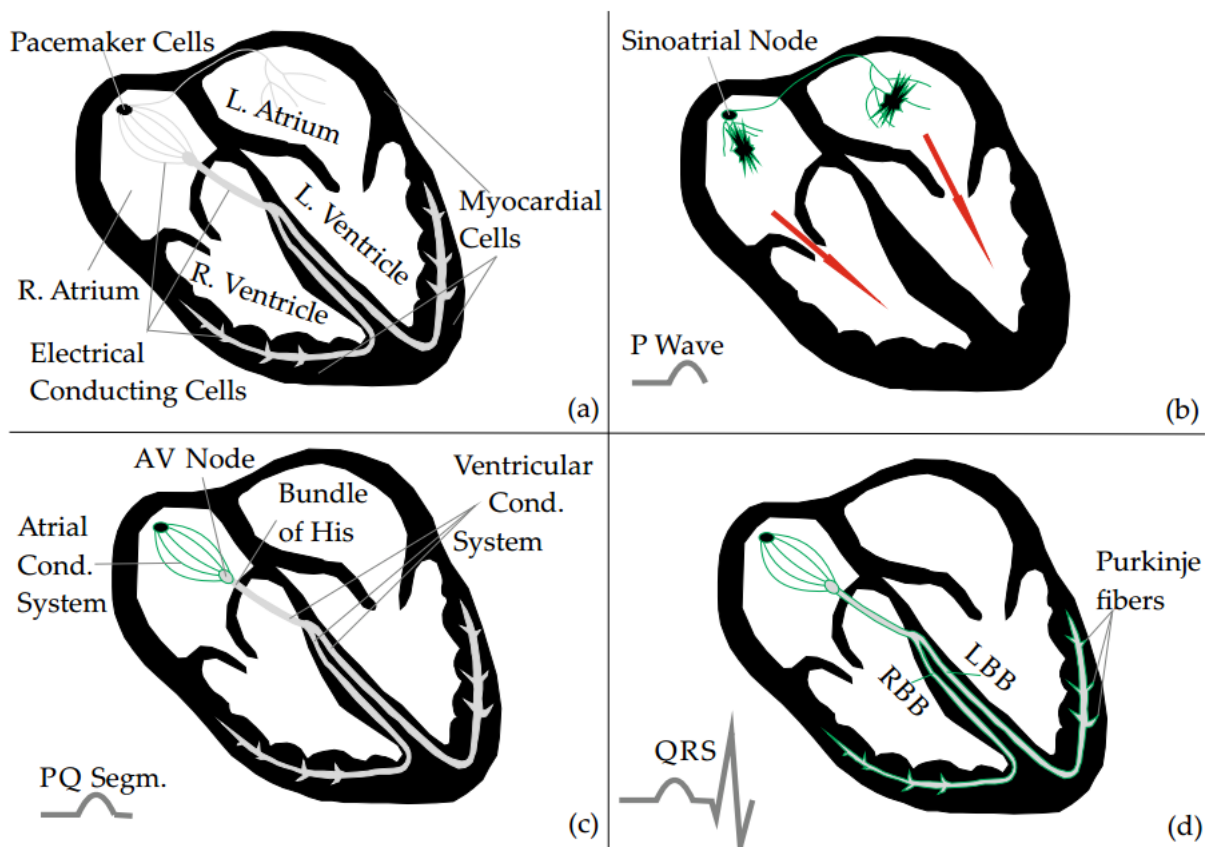 Pacemaker Cells
L. Atrium
L. Ventricle
Myocardial
Cells
R. Atrium
R. Ventricle
Electrical
Conducting Cells
(a)
Sinoatrial Node
P Wave
(b)
AV Node
Bundle
of His
Ventricular
Cond.
System
Atrial
Cond.
System
PQ Segm.
(c)
Purkinje
fibers
LBB
RBB
QRS
(d)